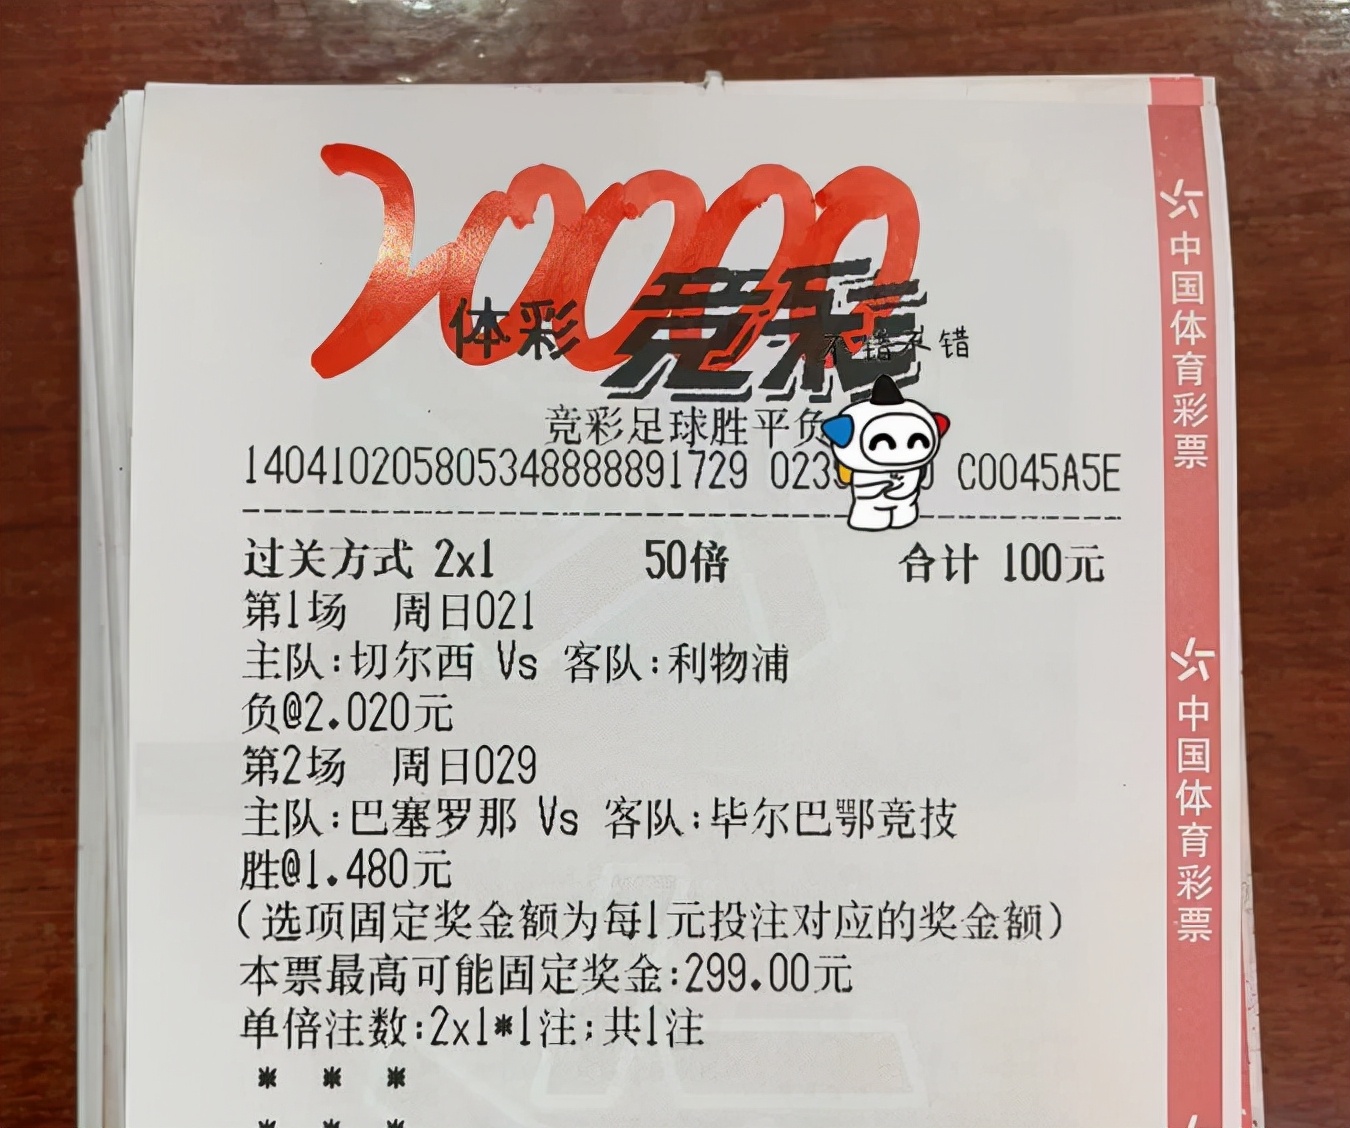 20000
体彩 竞彩
不错不错
竞彩足球胜平负
140410205805348888891729 023 0 C0045A5E
过关方式 2x1 50倍 合计 100元
第1场 周日021
主队:切尔西 Vs 客队:利物浦
负@2.020元
第2场 周日029
主队:巴塞罗那 Vs 客队:毕尔巴鄂竞技
胜@1.480元
(选项固定奖金额为每1元投注对应的奖金额)
本票最高可能固定奖金:299.00元
单倍注数:2x1*1注;共1注
* * *
* * *
中国体育彩票
中国体育彩票